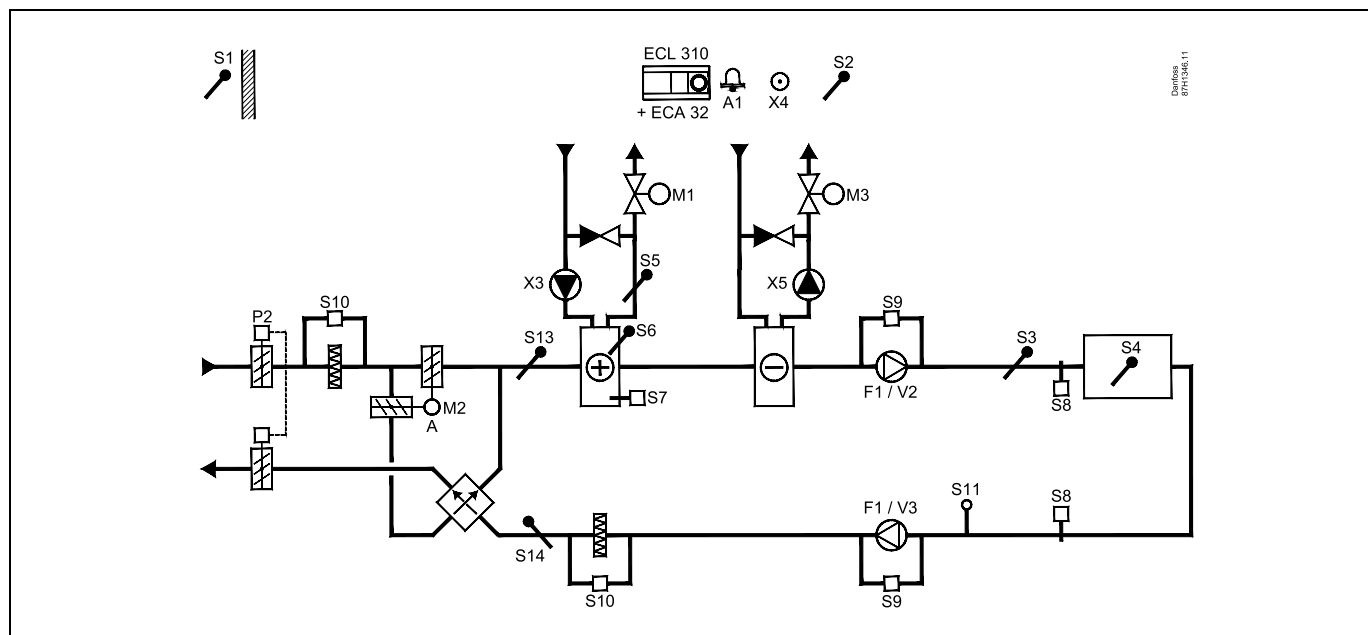 S1
ECL 310
+ ECA 32
A1
X4
S2
Danfoss
87H1346.11
M1
M3
X3
S5
X5
P2
S10
S13
S6
S9
S3
S4
M2
A
S7
F1 / V2
S8
S14
S10
F1 / V3
S9
S11
S8